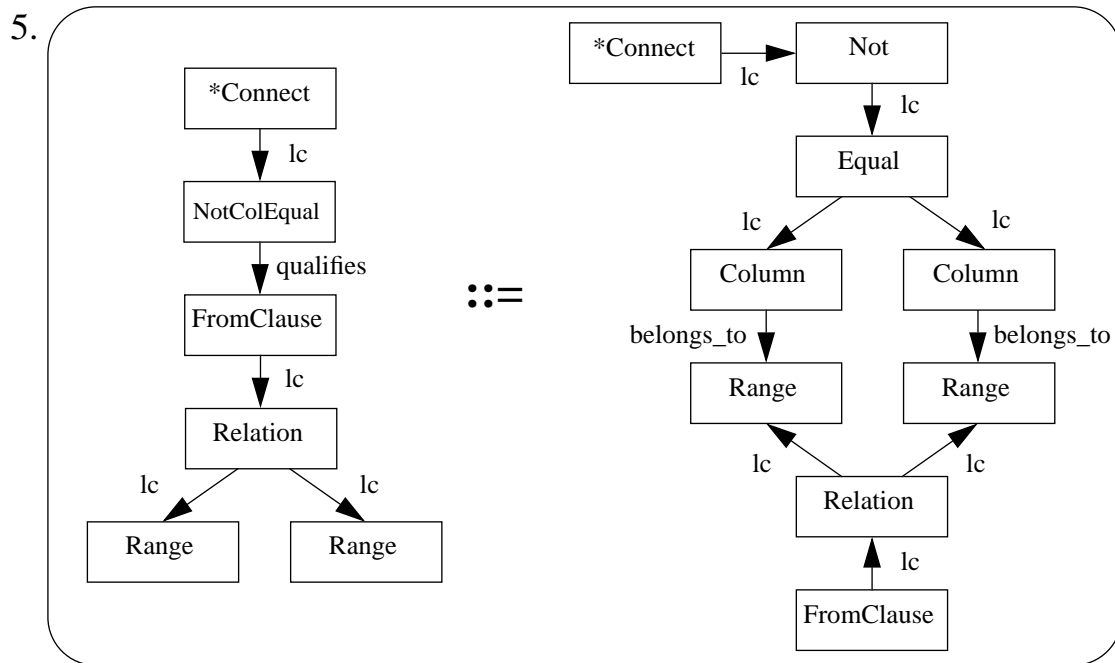 5.
*Connect
lc
NotColEqual
qualifies
FromClause
lc
Relation
lc lc
Range Range
::=
*Connect
lc
Not
lc
Equal
lc lc
Column Column
belongs_to belongs_to
Range Range
lc lc
Relation
lc
FromClause